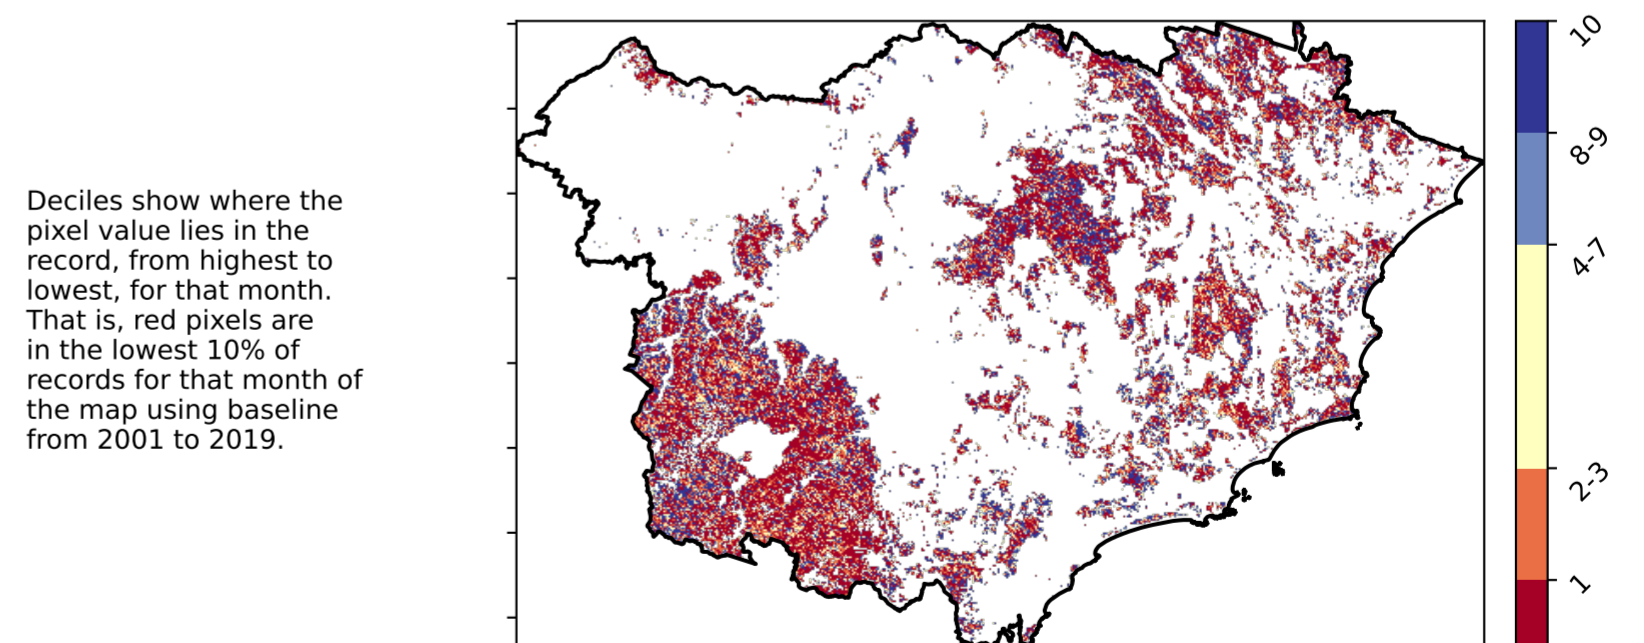 Deciles show where the
pixel value lies in the
record, from highest to
lowest, for that month.
That is, red pixels are
in the lowest 10% of
records for that month of
the map using baseline
from 2001 to 2019.
10
8-9
4-7
2-3
1